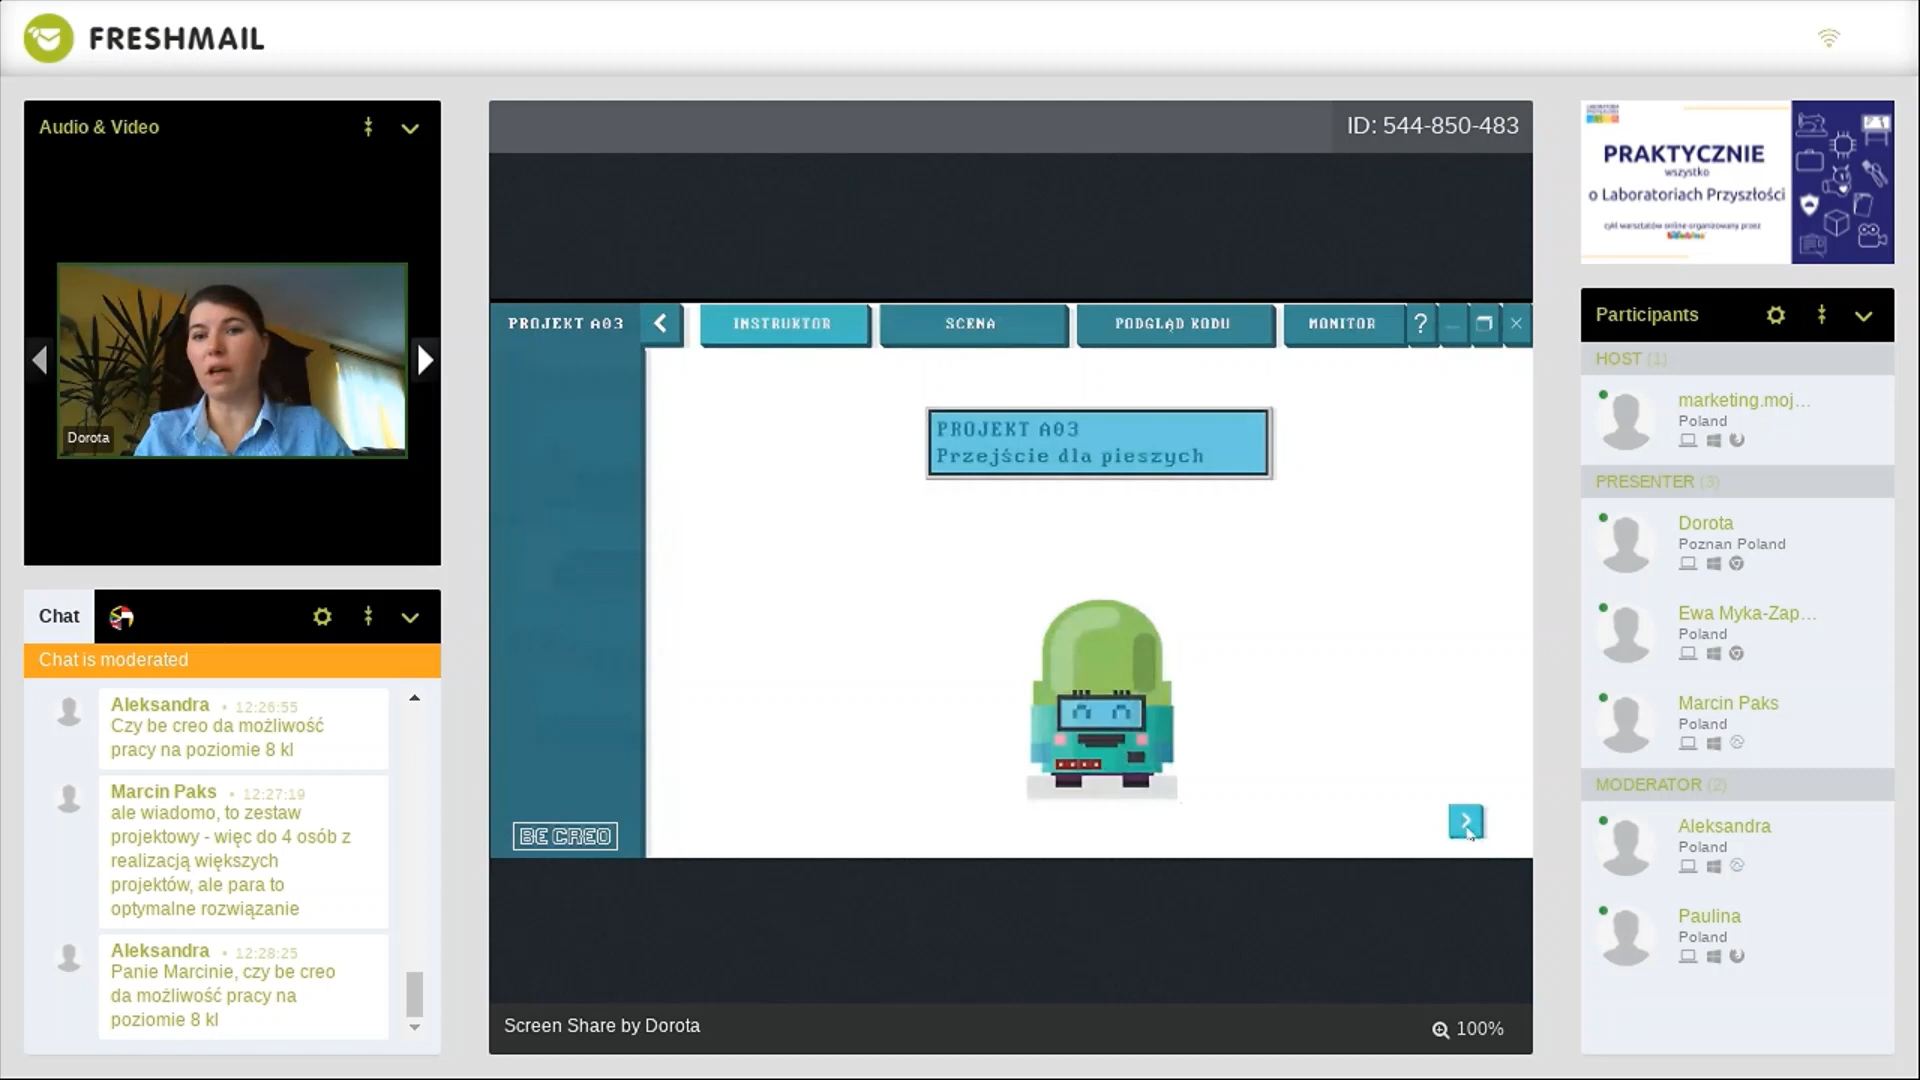 FRESHMAIL
Audio & Video
Dorota
Chat
Chat is moderated
Aleksandra • 12:26:55
Czy be creo da możliwość
pracy na poziomie 8 kl
Marcin Paks • 12:27:19
ale wiadomo, to zestaw
projektowy - więc do 4 osób z
realizacją większych
projektów, ale para to
optymalne rozwiązanie
Aleksandra • 12:28:25
Panie Marcinie, czy be creo
da możliwość pracy na
poziomie 8 kl
ID: 544-850-483
PROJEKT A03
INSTRUKTOR
SCENA
PODGLĄD KODU
MONITOR
?
PROJEKT A03
Przejście dla pieszych
BE CREO
Screen Share by Dorota
100%
PRAKTYCZNIE
wszystko
o Laboratoriach Przyszłości
cykl warsztatów online organizowany przez
Participants
HOST (1)
marketing.moj...
Poland
PRESENTER (3)
Dorota
Poznan Poland
Ewa Myka-Zap...
Poland
Marcin Paks
Poland
MODERATOR (2)
Aleksandra
Poland
Paulina
Poland